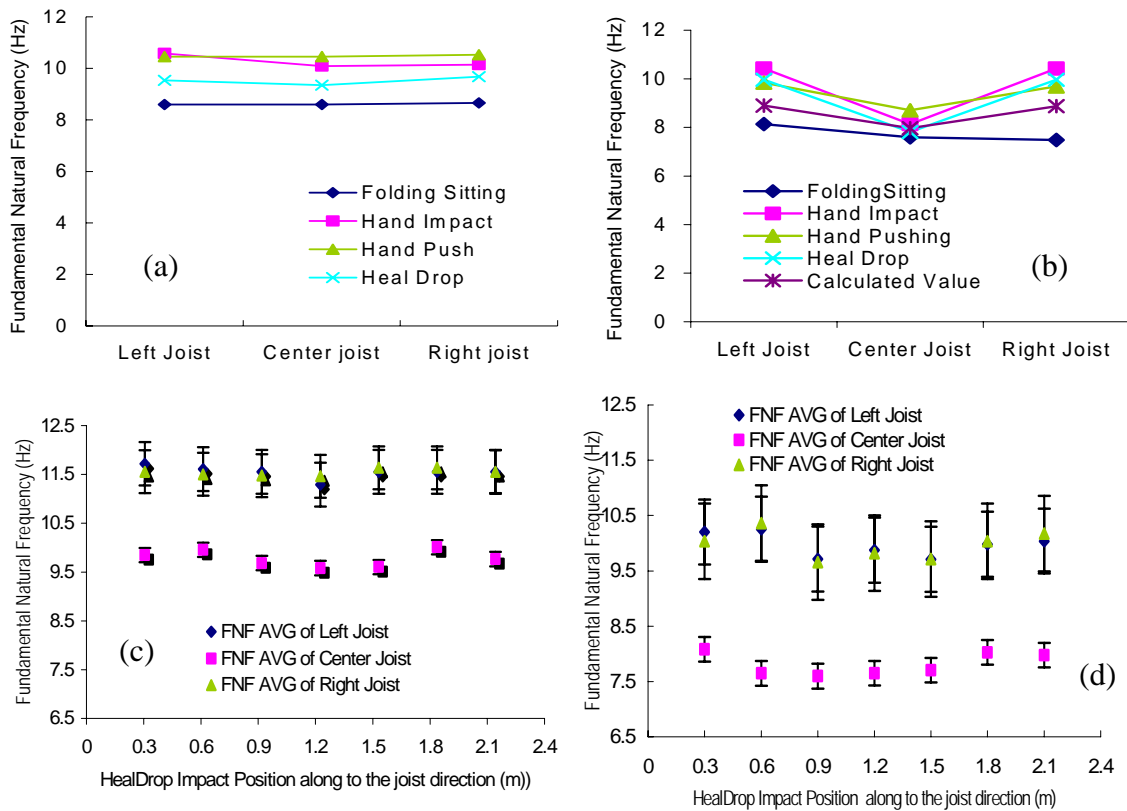 Fundamental Natural Frequency (Hz)
12
10
8
6
4
2
0
Folding Sitting
Hand Impact
Hand Push
Heal Drop
(a)
Left Joist
Center joist
Right joist
Fundamental Natural Frequency (Hz)
12
10
8
6
4
2
0
FoldingSitting
Hand Impact
Hand Pushing
Heal Drop
Calculated Value
(b)
Left Joist
Center Joist
Right Joist
Fundamental Natural Frequency (Hz)
12.5
11.5
10.5
9.5
8.5
7.5
6.5
(c)
FNF AVG of Left Joist
FNF AVG of Center Joist
FNF AVG of Right Joist
0 0.3 0.6 0.9 1.2 1.5 1.8 2.1 2.4
HealDrop Impact Position along to the joist direction (m))
Fundamental Natural Frequency (Hz)
12.5
11.5
10.5
9.5
8.5
7.5
6.5
FNF AVG of Left Joist
FNF AVG of Center Joist
FNF AVG of Right Joist
(d)
0 0.3 0.6 0.9 1.2 1.5 1.8 2.1 2.4
HealDrop Impact Position along to the joist direction (m)